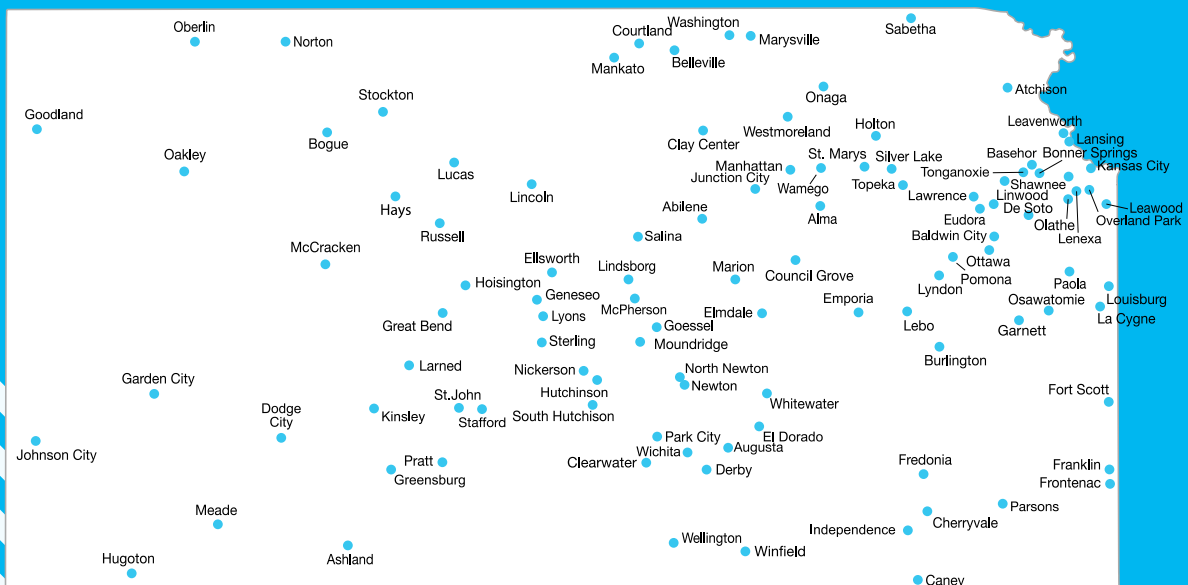 Oberlin
Norton
Courtland
Washington
Marysville
Sabetha
Mankato
Belleville
Goodland
Stockton
Onaga
Atchison
Oakley
Bogue
Clay Center
Westmoreland
Holton
Leavenworth
Lansing
Lucas
Lincoln
Manhattan
Junction City
St. Marys
Wamego
Silver Lake
Topeka
Basehor
Bonner Springs
Tonganoxie
Kansas City
Shawnee
Hays
Russell
Abilene
Alma
Lawrence
Linwood
De Soto
Eudora
Leawood
Overland Park
Olathe
Lenexa
McCracken
Salina
Baldwin City
Ellsworth
Lindsborg
Marion
Council Grove
Ottawa
Pomona
Hoisington
Geneseo
McPherson
Elmdale
Emporia
Lyndon
Paola
Osawatomie
Louisburg
La Cygne
Great Bend
Lyons
Goessel
Lebo
Garnett
Sterling
Moundridge
Burlington
Larned
Nickerson
North Newton
Newton
Garden City
Hutchinson
Whitewater
Fort Scott
Dodge
City
Kinsley
St.John
Stafford
South Hutchison
Johnson City
Park City
El Dorado
Wichita
Augusta
Pratt
Greensburg
Clearwater
Derby
Fredonia
Franklin
Frontenac
Meade
Parsons
Cherryvale
Independence
Hugoton
Ashland
Wellington
Winfield
Caney